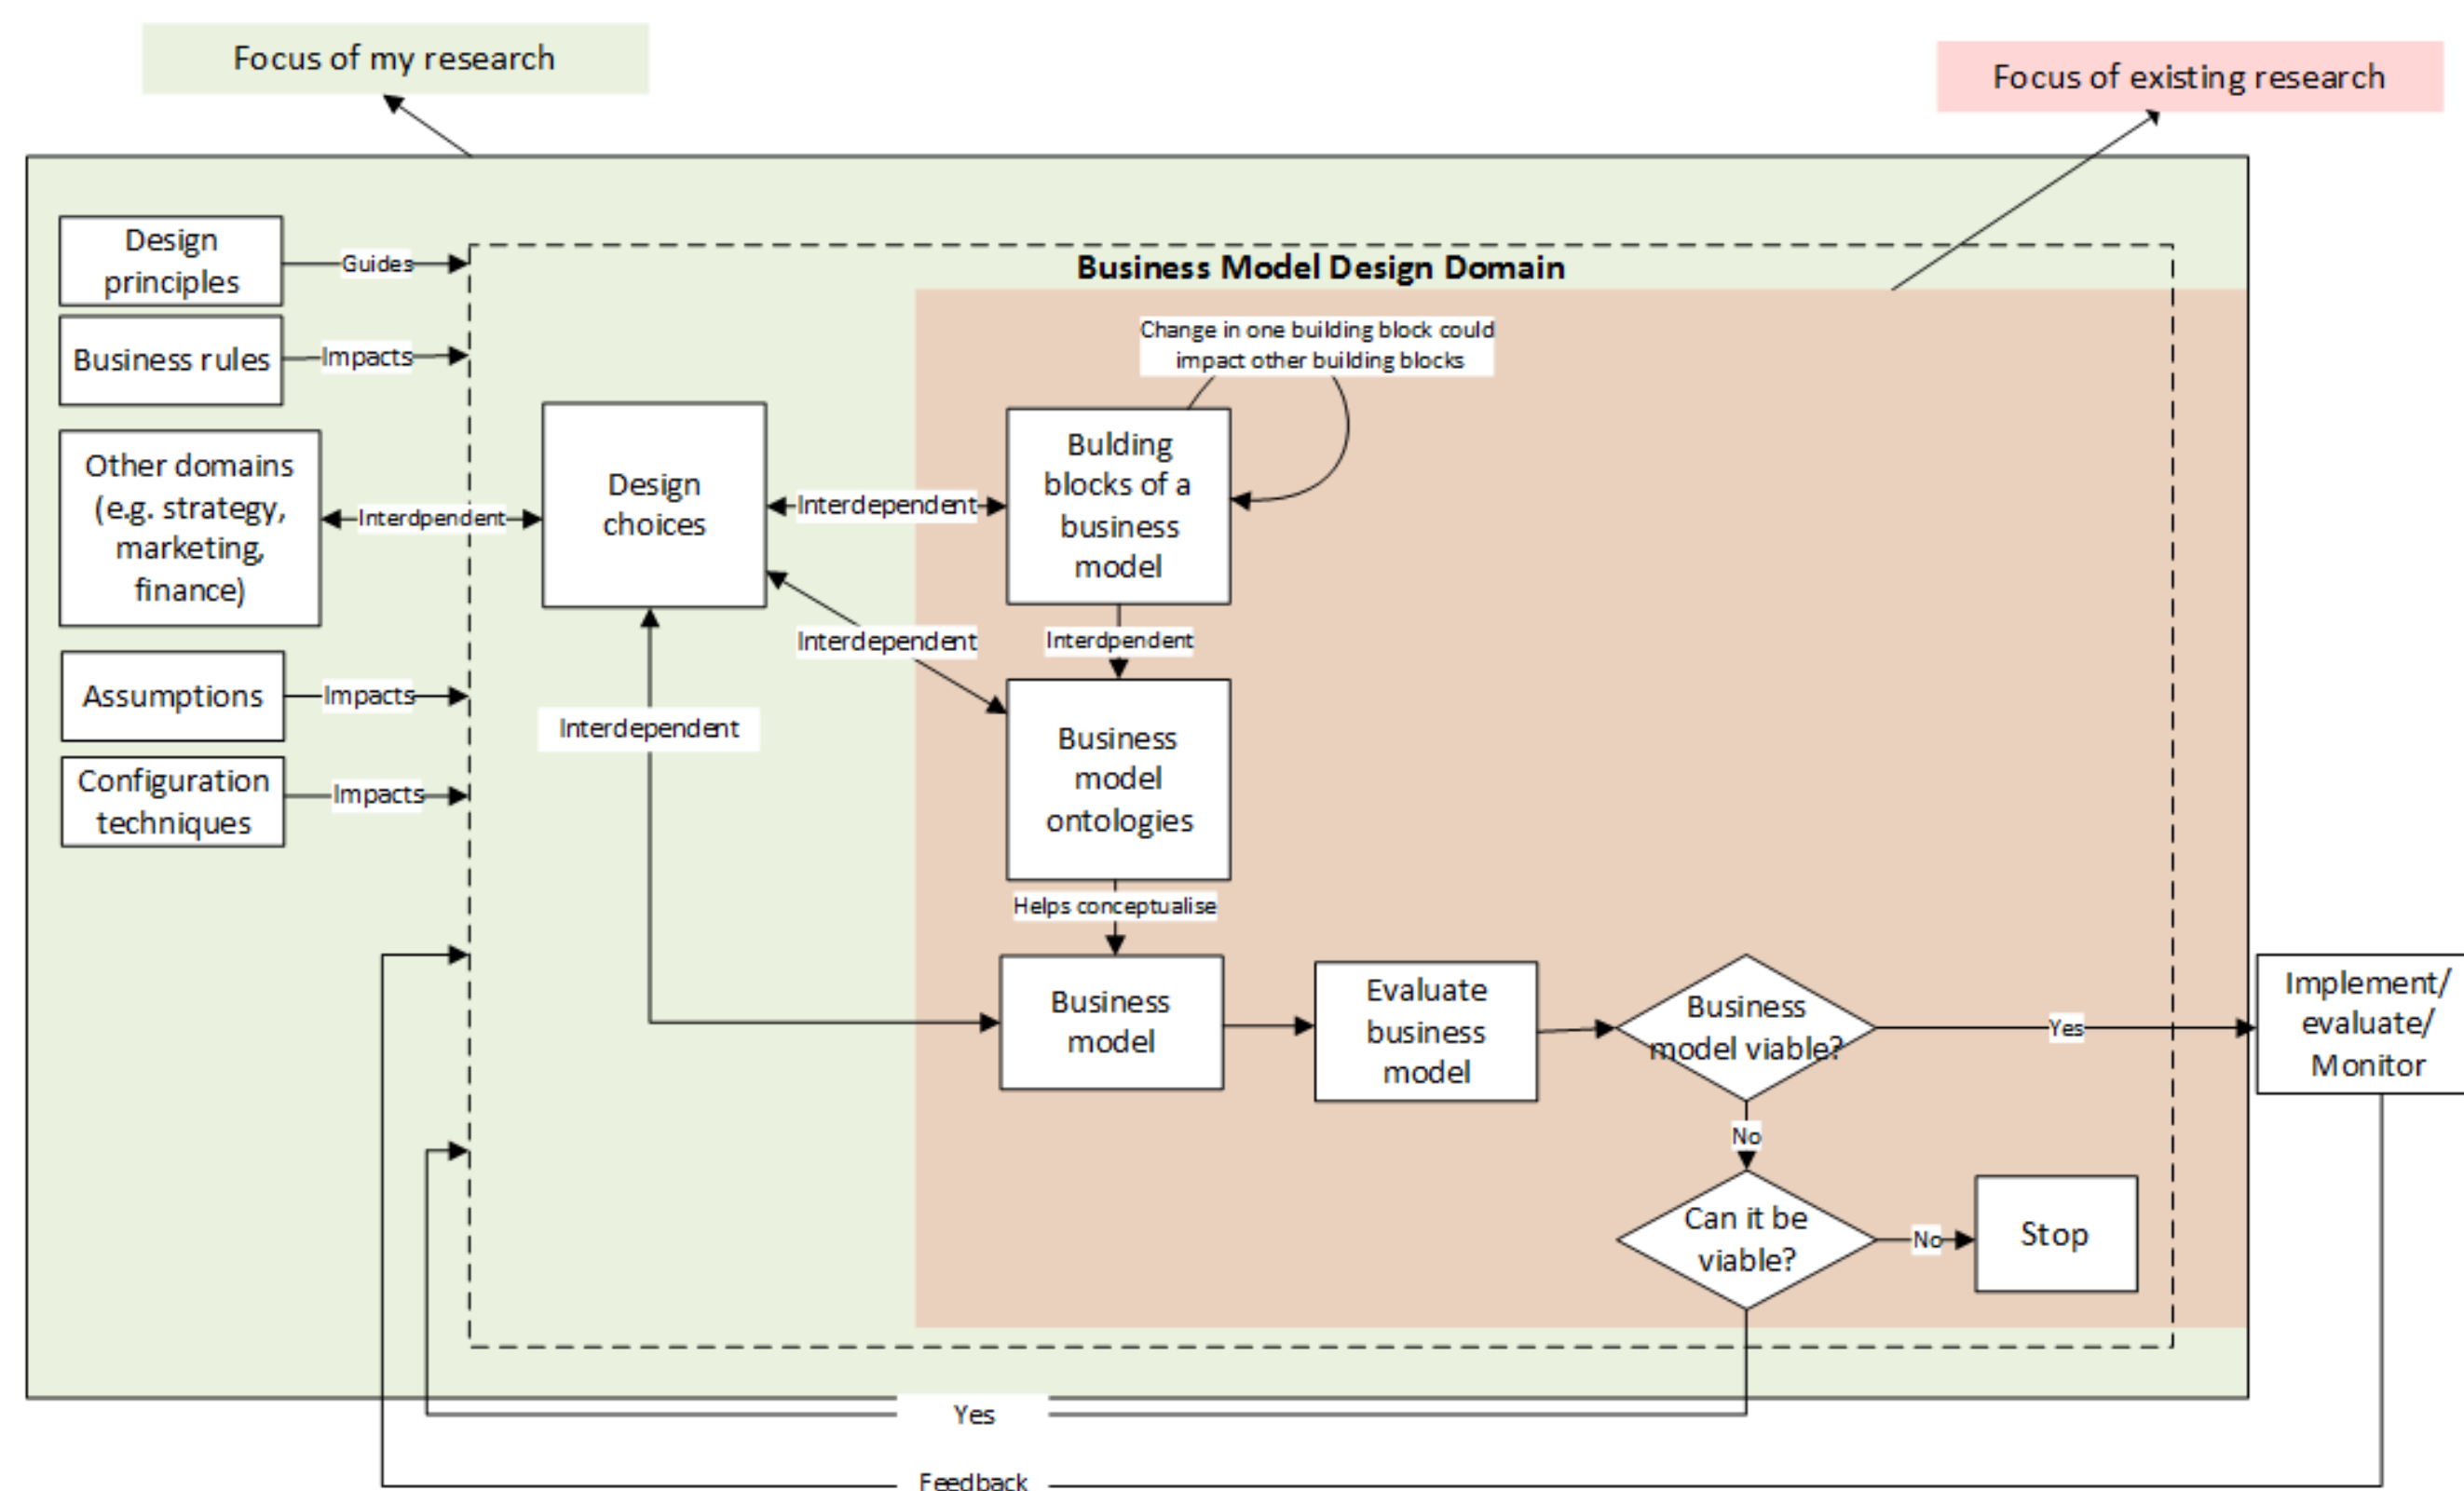 Focus of my research
Focus of existing research
Design
principles
Guides
Business Model Design Domain
Business rules
Impacts
Change in one building block could
impact other building blocks
Other domains
(e.g. strategy,
marketing,
finance)
Interdpendent
Design
choices
Interdependent
Bulding
blocks of a
business
model
Interdependent
Interdpendent
Assumptions
Impacts
Interdependent
Business
model
ontologies
Configuration
techniques
Impacts
Helps conceptualise
Business
model
Evaluate
business
model
Business
model viable?
Yes
Implement/
evaluate/
Monitor
No
Can it be
viable?
No
Stop
Yes
Feedback